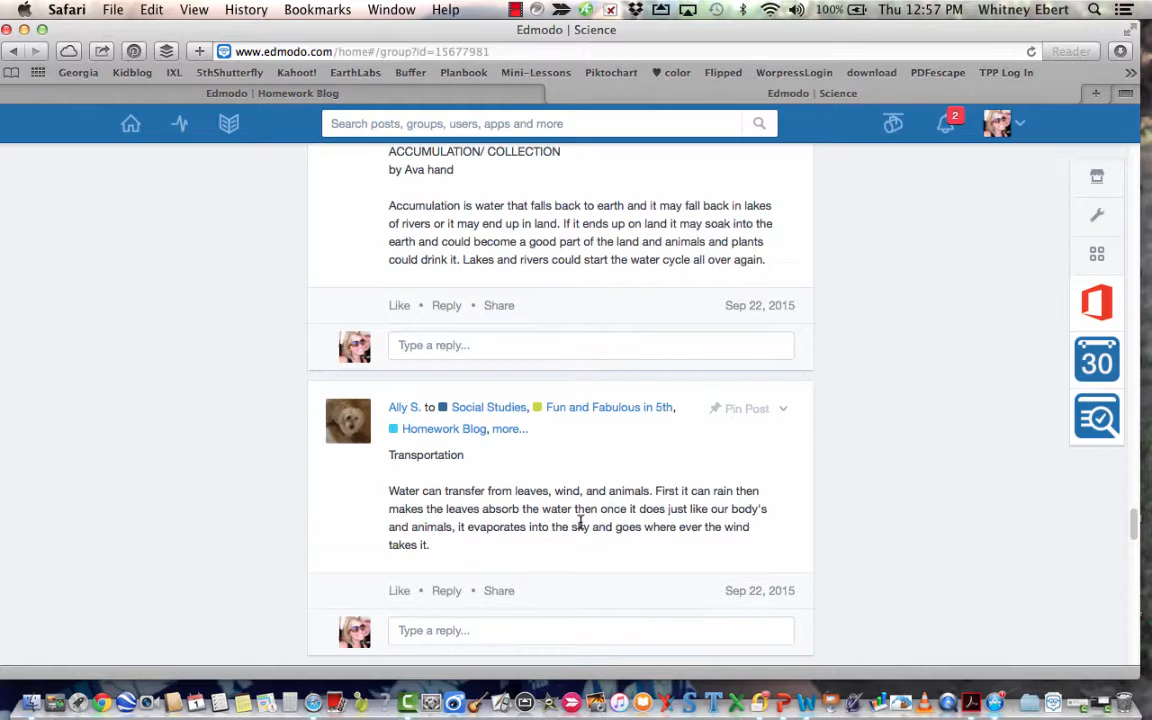 Safari File Edit View History Bookmarks Window Help 100% Thu 12:57 PM Whitney Ebert
Edmodo | Science
www.edmodo.com/home#/group?id=15677981 Reader
Georgia Kidblog IXL 5thShutterfly Kahoot! EarthLabs Buffer Planbook Mini-Lessons Piktochart ♥ color Flipped WorpressLogin download PDFescape TPP Log In
Edmodo | Homework Blog Edmodo | Science
Search posts, groups, users, apps and more 2
ACCUMULATION/ COLLECTION
by Ava hand
Accumulation is water that falls back to earth and it may fall back in lakes
of rivers or it may end up in land. If it ends up on land it may soak into the
earth and could become a good part of the land and animals and plants
could drink it. Lakes and rivers could start the water cycle all over again.
Like • Reply • Share Sep 22, 2015
Type a reply...
30
Ally S. to Social Studies, Fun and Fabulous in 5th, Pin Post
Homework Blog, more...
Transportation
Water can transfer from leaves, wind, and animals. First it can rain then
makes the leaves absorb the water then once it does just like our body's
and animals, it evaporates into the sky and goes where ever the wind
takes it.
Like • Reply • Share Sep 22, 2015
Type a reply...